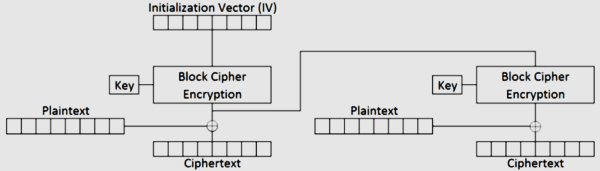 Initialization Vector (IV)
Key
Block Cipher
Encryption
Plaintext
Ciphertext
Key
Block Cipher
Encryption
Plaintext
Ciphertext